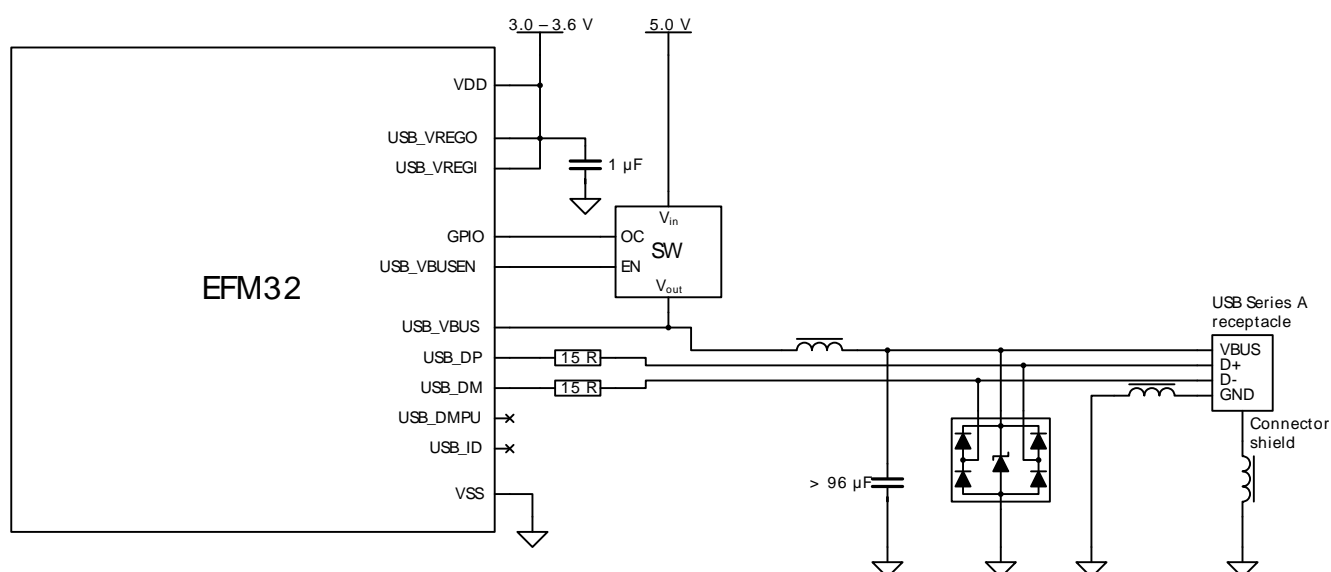 3.0 – 3.6 V
5.0 V
VDD
USB_VREGO
USB_VREGI
1 µF
Vin
GPIO
OC
SW
USB_VBUSEN
EN
EFM32
Vout
USB Series A
receptacle
USB_VBUS
VBUS
USB_DP
15 R
D+
USB_DM
15 R
D-
GND
USB_DMPU
Connector
shield
USB_ID
> 96 µF
VSS